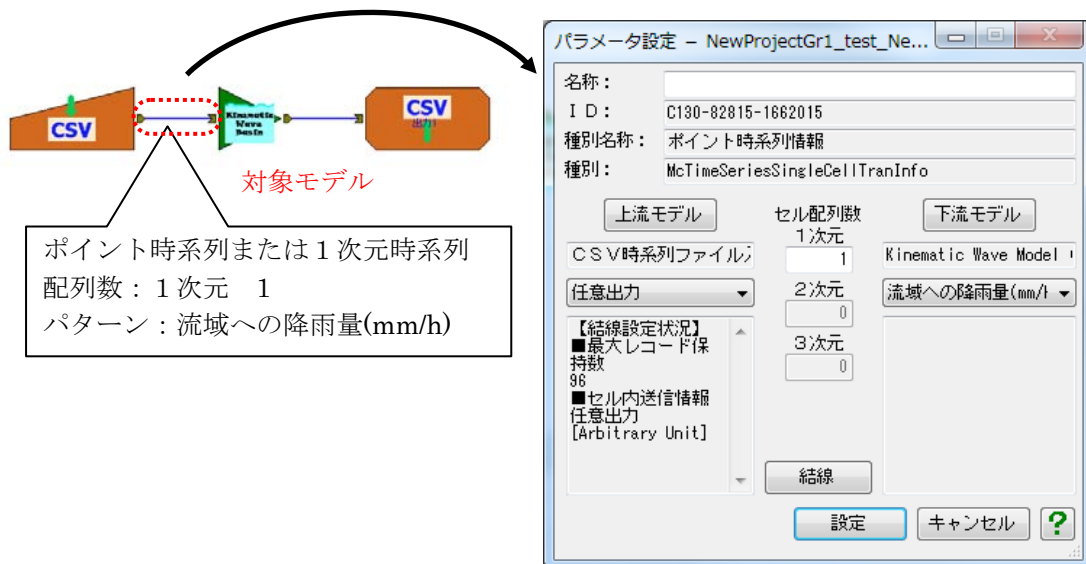 CSV
Kinematic
Wave
Basin
CSV
出力1
対象モデル
ポイント時系列または１次元時系列
配列数：１次元　1
パターン：流域への降雨量(mm/h)
パラメータ設定 － NewProjectGr1_test_Ne...
名称：
ＩＤ： C130-82815-1662015
種別名称： ポイント時系列情報
種別： McTimeSeriesSingleCellTranInfo
上流モデル セル配列数 下流モデル
1次元
ＣＳＶ時系列ファイル 1 Kinematic Wave Model
任意出力 2次元 流域への降雨量(mm/
0
【結線設定状況】
■最大レコード保 3次元
持数 0
96
■セル内送信情報
任意出力
[Arbitrary Unit]
結線
設定 キャンセル ?